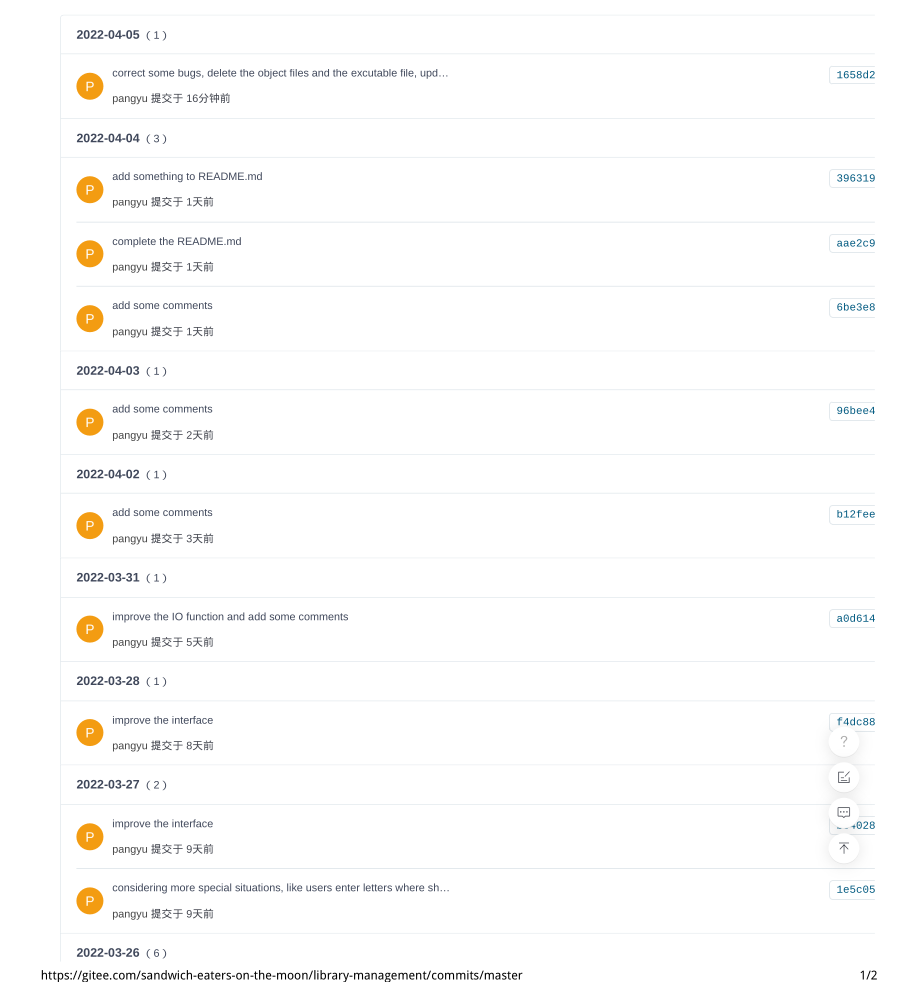 2022-04-05 ( 1 )
correct some bugs, delete the object files and the excutable file, upd…
1658d2
P
pangyu 提交于 16分钟前
2022-04-04 ( 3 )
add something to README.md
396319
P
pangyu 提交于 1天前
complete the README.md
aae2c9
P
pangyu 提交于 1天前
add some comments
6be3e8
P
pangyu 提交于 1天前
2022-04-03 ( 1 )
add some comments
96bee4
P
pangyu 提交于 2天前
2022-04-02 ( 1 )
add some comments
b12fee
P
pangyu 提交于 3天前
2022-03-31 ( 1 )
improve the IO function and add some comments
a0d614
P
pangyu 提交于 5天前
2022-03-28 ( 1 )
improve the interface
f4dc88
P
pangyu 提交于 8天前
?
2022-03-27 ( 2 )
improve the interface
P
pangyu 提交于 9天前
considering more special situations, like users enter letters where sh…
1e5c05
P
pangyu 提交于 9天前
2022-03-26 ( 6 )
https://gitee.com/sandwich-eaters-on-the-moon/library-management/commits/master
1/2